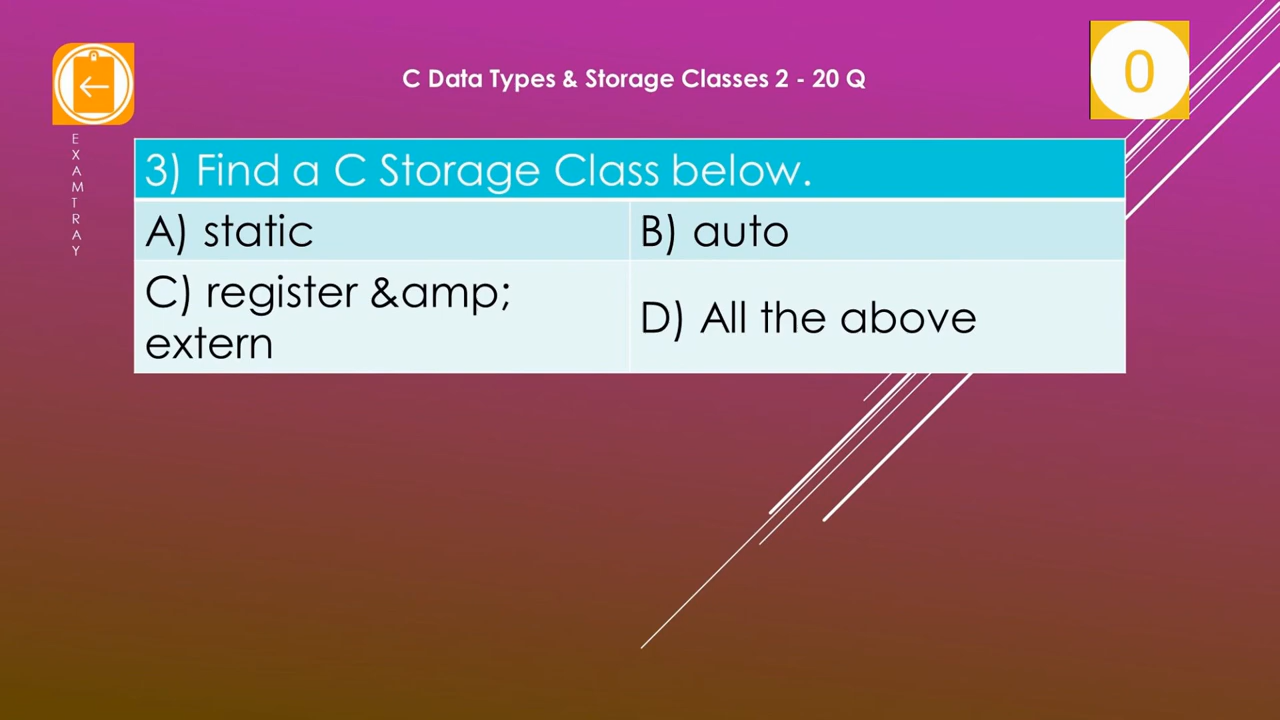 C Data Types & Storage Classes 2 - 20 Q
0
EXAMTRAY
3) Find a C Storage Class below.
A) static
B) auto
C) register &amp;
extern
D) All the above